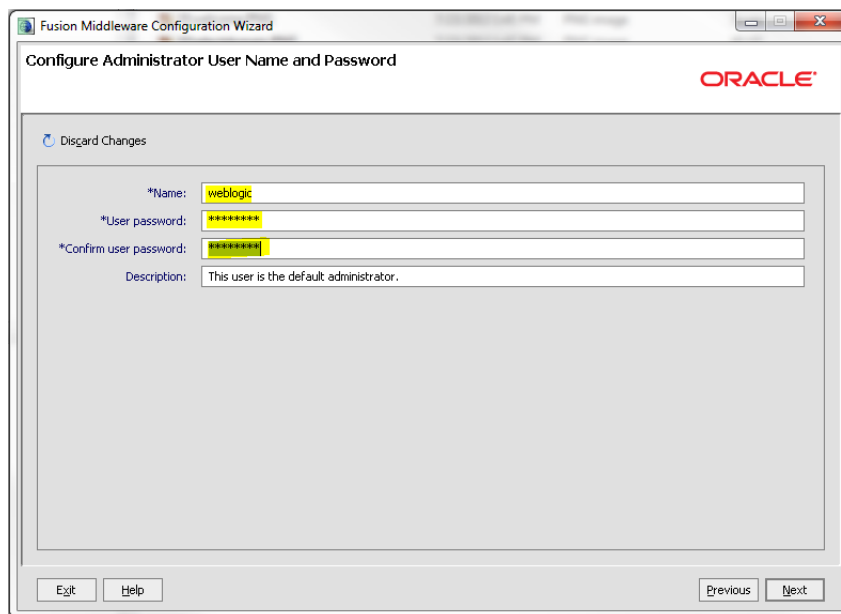 Fusion Middleware Configuration Wizard
Configure Administrator User Name and Password
ORACLE
Discard Changes
*Name: weblogic
*User password: ********
*Confirm user password: ********
Description: This user is the default administrator.
Exit Help Previous Next